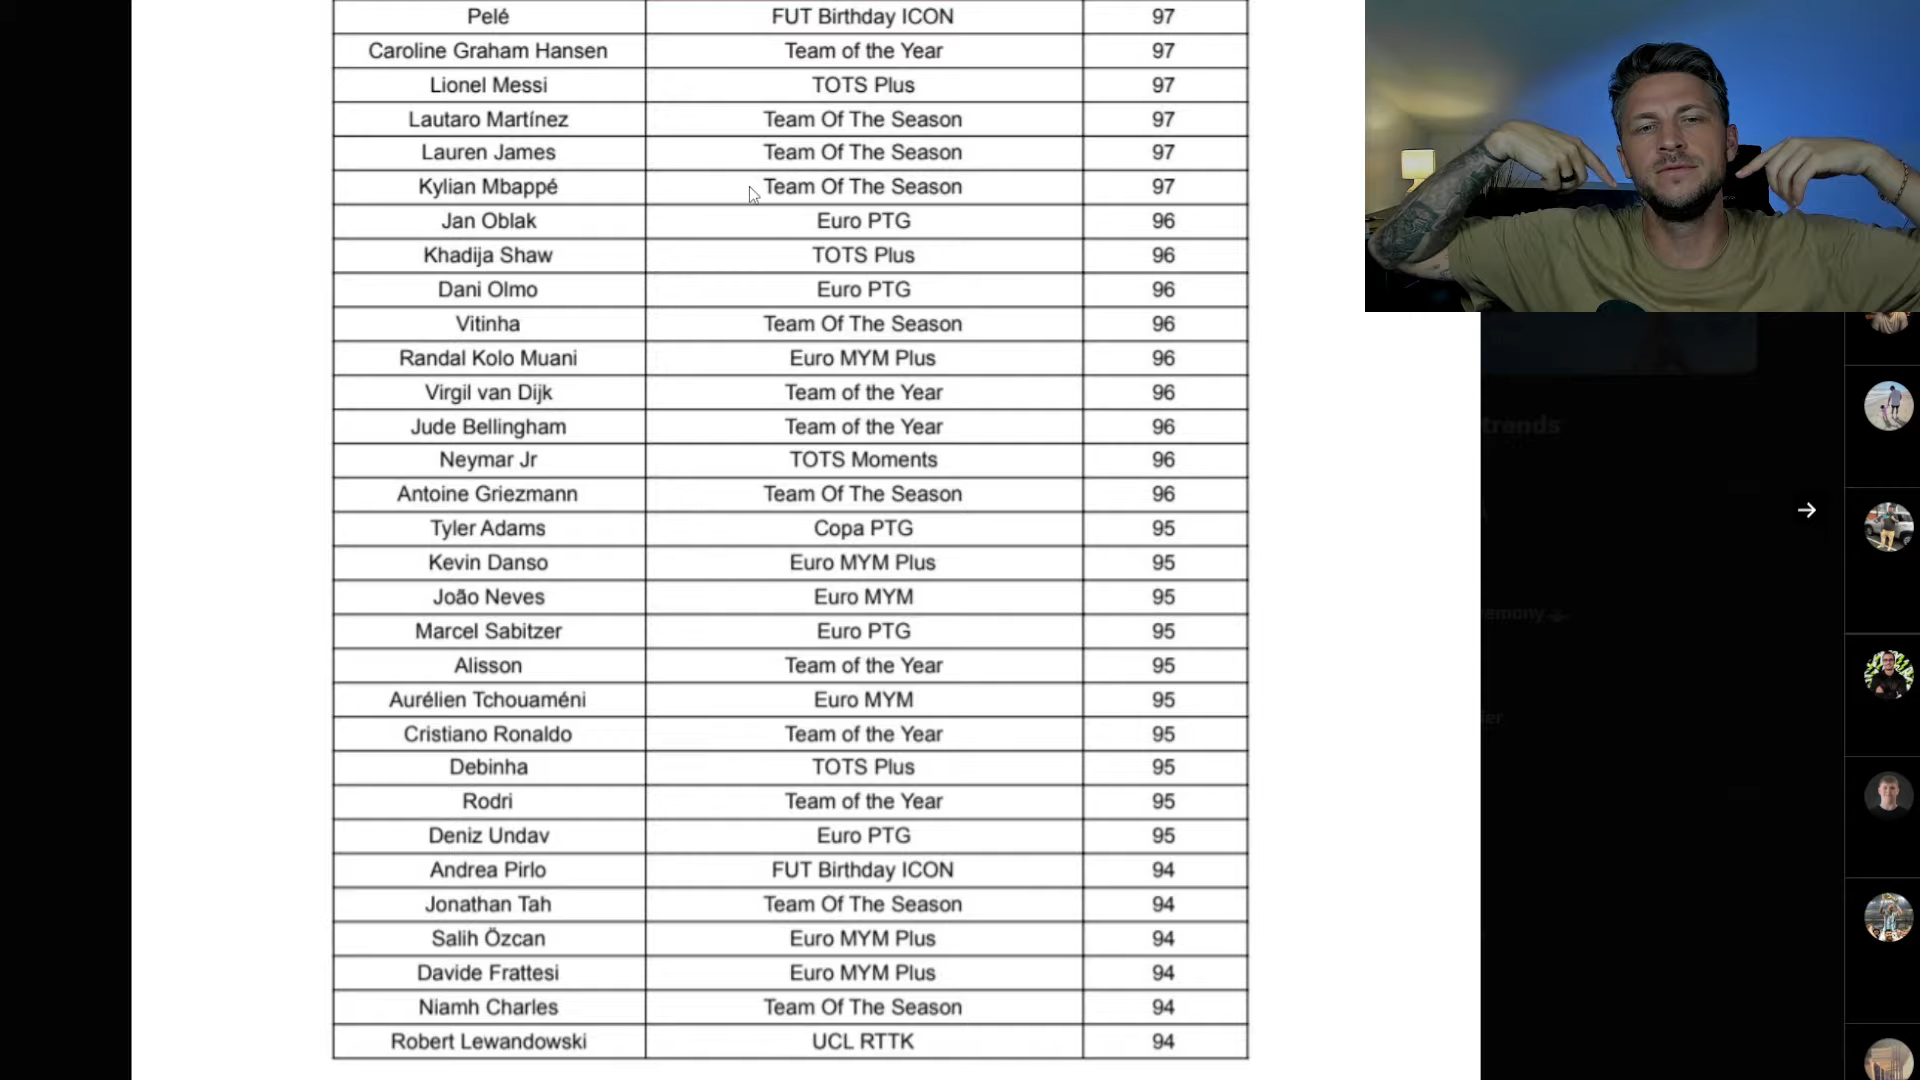 Pelé FUT Birthday ICON 97
Caroline Graham Hansen Team of the Year 97
Lionel Messi TOTS Plus 97
Lautaro Martínez Team Of The Season 97
Lauren James Team Of The Season 97
Kylian Mbappé Team Of The Season 97
Jan Oblak Euro PTG 96
Khadija Shaw TOTS Plus 96
Dani Olmo Euro PTG 96
Vitinha Team Of The Season 96
Randal Kolo Muani Euro MYM Plus 96
Virgil van Dijk Team of the Year 96
Jude Bellingham Team of the Year 96
Neymar Jr TOTS Moments 96
Antoine Griezmann Team Of The Season 96
Tyler Adams Copa PTG 95
Kevin Danso Euro MYM Plus 95
João Neves Euro MYM 95
Marcel Sabitzer Euro PTG 95
Alisson Team of the Year 95
Aurélien Tchouaméni Euro MYM 95
Cristiano Ronaldo Team of the Year 95
Debinha TOTS Plus 95
Rodri Team of the Year 95
Deniz Undav Euro PTG 95
Andrea Pirlo FUT Birthday ICON 94
Jonathan Tah Team Of The Season 94
Salih Özcan Euro MYM Plus 94
Davide Frattesi Euro MYM Plus 94
Niamh Charles Team Of The Season 94
Robert Lewandowski UCL RTTK 94
trends